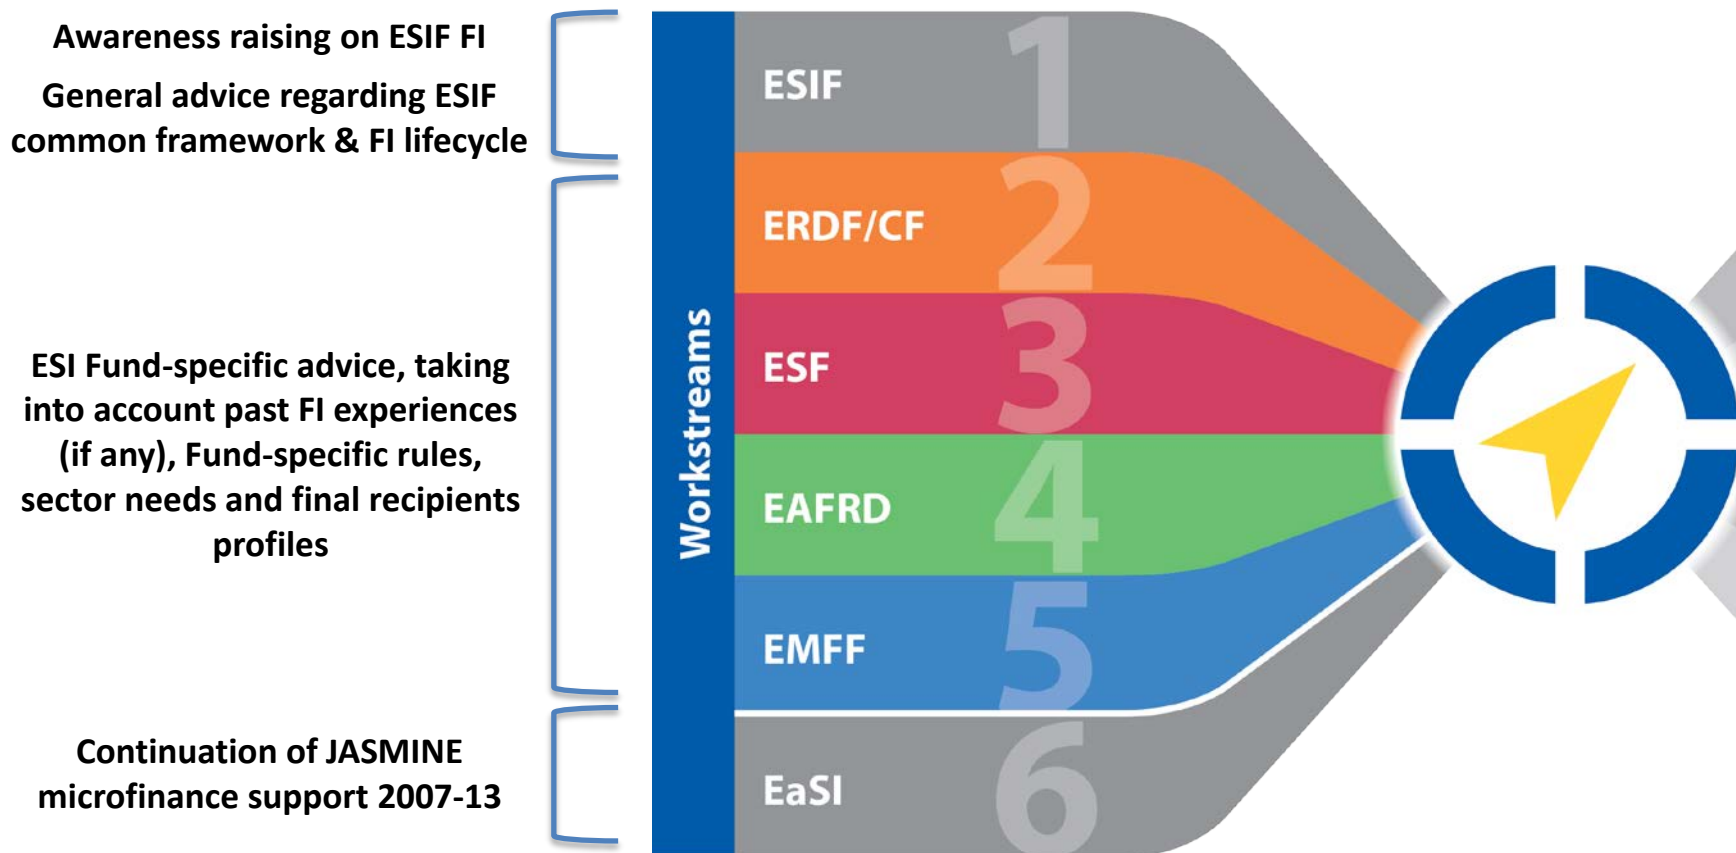 Awareness raising on ESIF FI
General advice regarding ESIF
common framework & FI lifecycle
ESI Fund-specific advice, taking
into account past FI experiences
(if any), Fund-specific rules,
sector needs and final recipients
profiles
Continuation of JASMINE
microfinance support 2007-13
Workstreams
ESIF 1
ERDF/CF 2
ESF 3
EAFRD 4
EMFF 5
EaSI 6